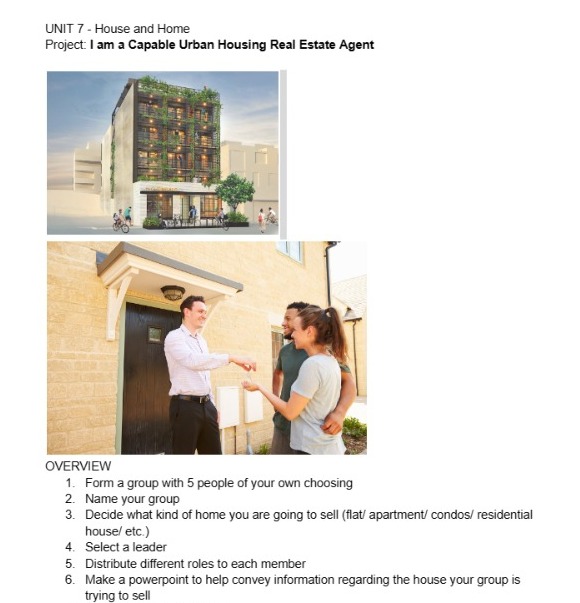 UNIT 7 - House and Home
Project: I am a Capable Urban Housing Real Estate Agent
OVERVIEW
1. Form a group with 5 people of your own choosing
2. Name your group
3. Decide what kind of home you are going to sell (flat/ apartment/ condos/ residential
house/ etc.)
4. Select a leader
5. Distribute different roles to each member
6. Make a powerpoint to help convey information regarding the house your group is
trying to sell